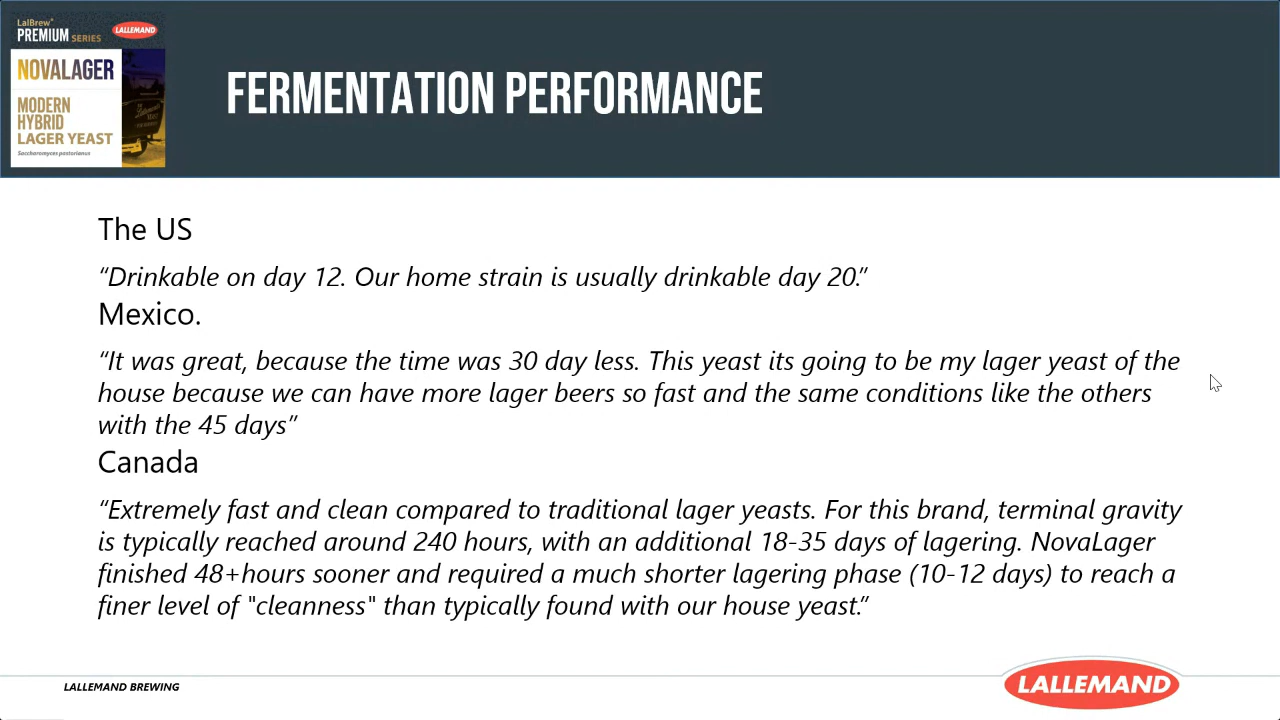 LalBrew®
PREMIUM SERIES
LALLEMAND
NOVALAGER
MODERN
HYBRID
LAGER YEAST
Saccharomyces pastorianus
FERMENTATION PERFORMANCE
The US
“Drinkable on day 12. Our home strain is usually drinkable day 20.”
Mexico.
“It was great, because the time was 30 day less. This yeast its going to be my lager yeast of the
house because we can have more lager beers so fast and the same conditions like the others
with the 45 days”
Canada
“Extremely fast and clean compared to traditional lager yeasts. For this brand, terminal gravity
is typically reached around 240 hours, with an additional 18-35 days of lagering. NovaLager
finished 48+hours sooner and required a much shorter lagering phase (10-12 days) to reach a
finer level of "cleanness" than typically found with our house yeast.”
LALLEMAND BREWING
LALLEMAND